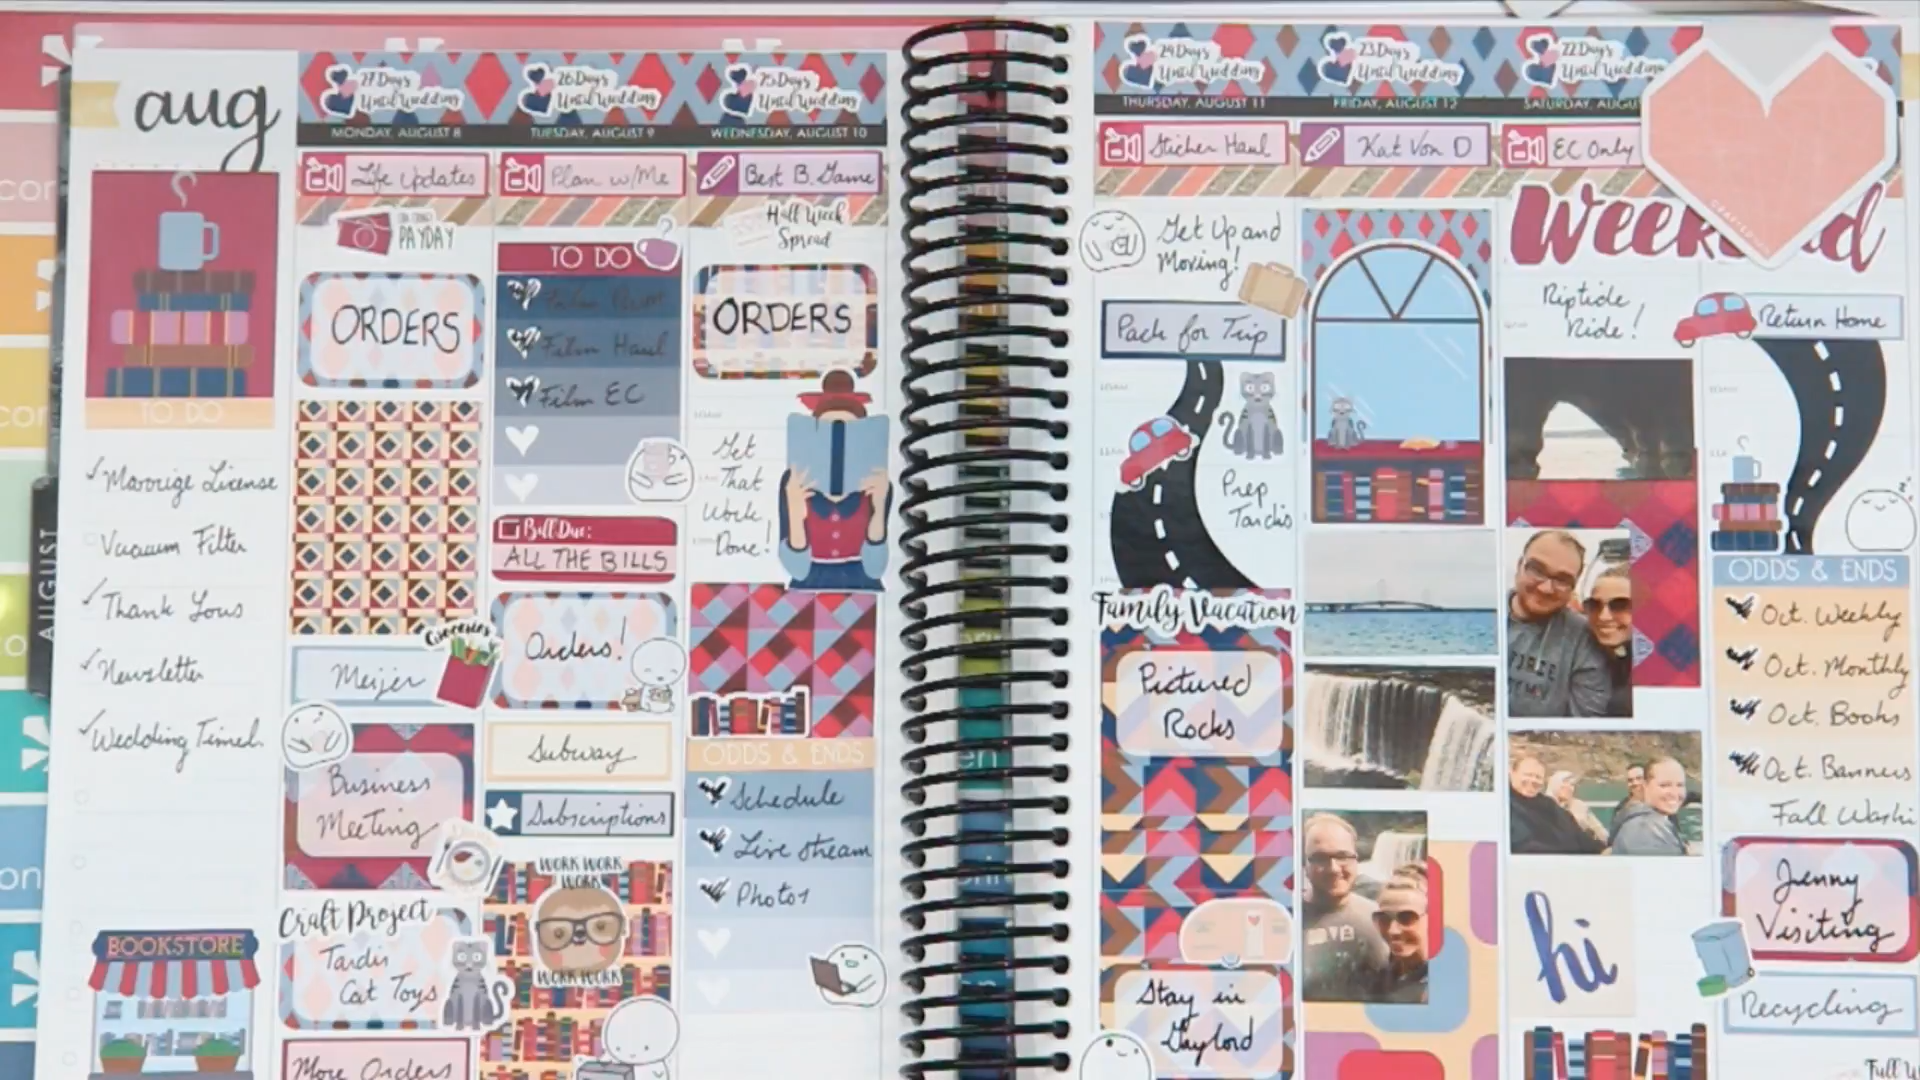 aug
TO DO
Marrige License
Vacuum Filter
Thank Yous
Newsletter
Wedding Timel.
BOOKSTORE
AUGUST
27 Days
Until Wedding
MONDAY, AUGUST 8
Life Updates
PAYDAY
ORDERS
Meijer
Groceries
Business
Meeting
Craft Project
Tardis
Cat Toys
More Orders
26 Days
Until Wedding
TUESDAY, AUGUST 9
Plan w/Me
TO DO
Film Haul
Film EC
Bill Due:
ALL THE BILLS
Orders!
Subway
Subscriptions
WORK WORK
WORK
WORK WORK
25 Days
Until Wedding
WEDNESDAY, AUGUST 10
Best B. Game
Half Week
Spread
ORDERS
Get
That
Work
Done!
ODDS & ENDS
Schedule
Live Stream
Photos
24 Days
Until Wedding
THURSDAY, AUGUST 11
Sticker Haul
Get Up and
Moving!
Pack for Trip
Prep
Tardis
Family Vacation
Pictured
Rocks
Stay in
Gaylord
23 Days
Until Wedding
FRIDAY, AUGUST 12
Kat Von D
22 Days
Until Wedding
SATURDAY, AUGU
EC Only
Riptide
Ride!
hi
Return Home
ODDS & ENDS
Oct. Weekly
Oct. Monthly
Oct. Books
Oct. Banners
Fall Washi
Jenny
Visiting
Recycling
Full W